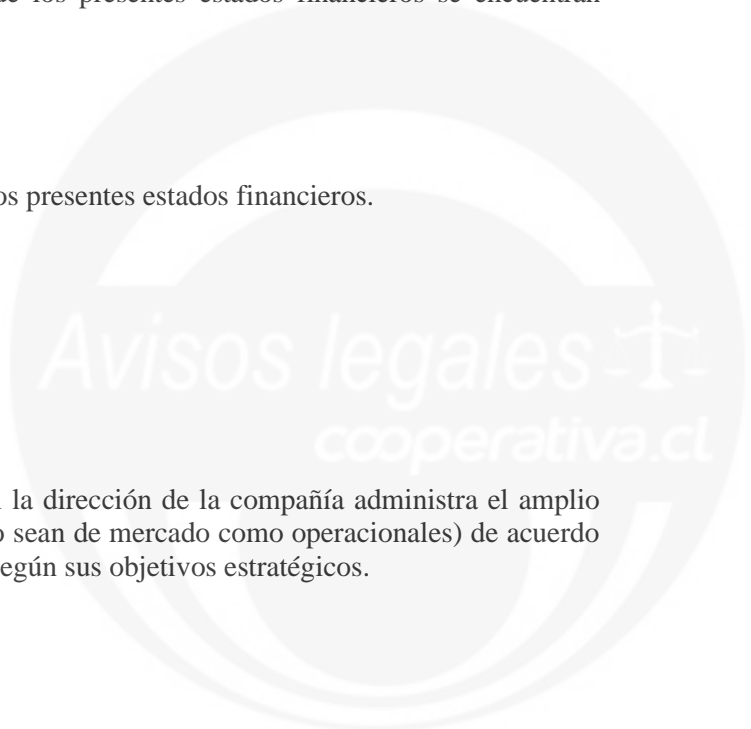 de los presentes estados financieros se encuentran
os presentes estados financieros.
Avisos legales
cooperativa.cl
la dirección de la compañía administra el amplio
o sean de mercado como operacionales) de acuerdo
según sus objetivos estratégicos.